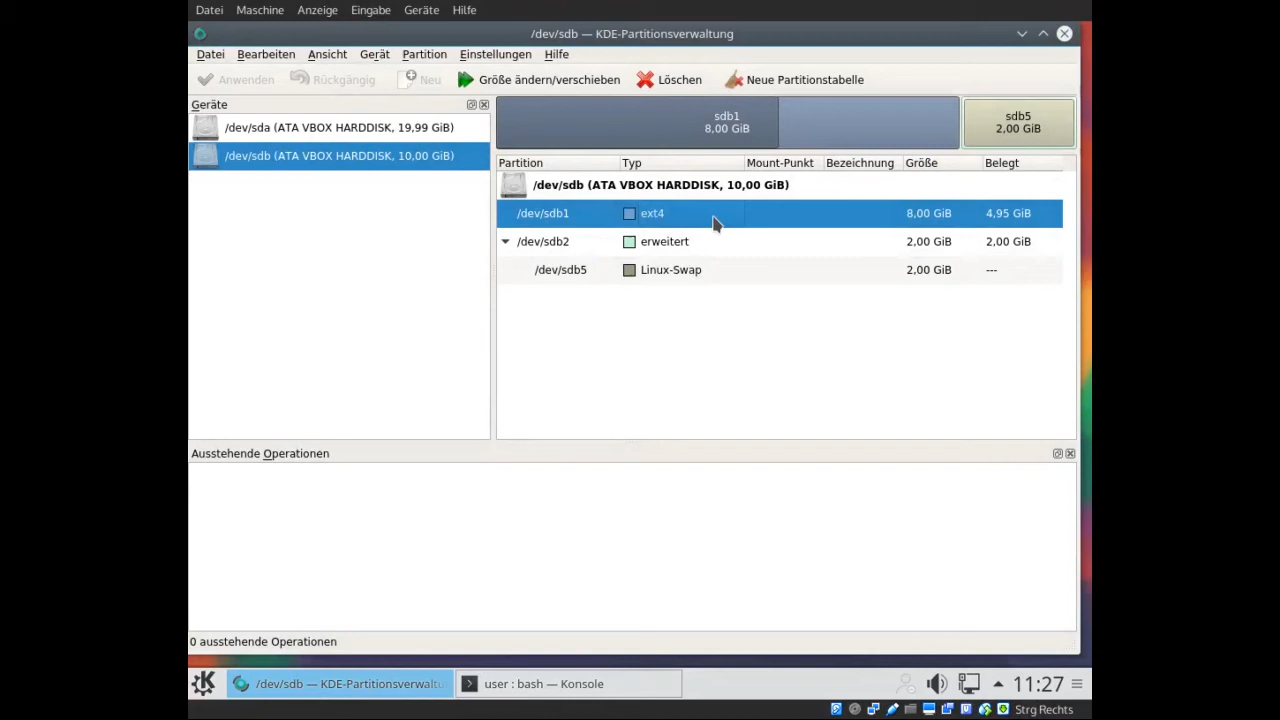 Datei Maschine Anzeige Eingabe Geräte Hilfe
/dev/sdb — KDE-Partitionsverwaltung
Datei Bearbeiten Ansicht Gerät Partition Einstellungen Hilfe
Anwenden Rückgängig Neu Größe ändern/verschieben Löschen Neue Partitionstabelle
Geräte
/dev/sda (ATA VBOX HARDDISK, 19,99 GiB)
/dev/sdb (ATA VBOX HARDDISK, 10,00 GiB)
sdb1
8,00 GiB
sdb5
2,00 GiB
Partition Typ Mount-Punkt Bezeichnung Größe Belegt
/dev/sdb (ATA VBOX HARDDISK, 10,00 GiB)
/dev/sdb1 ext4 8,00 GiB 4,95 GiB
/dev/sdb2 erweitert 2,00 GiB 2,00 GiB
/dev/sdb5 Linux-Swap 2,00 GiB ---
Ausstehende Operationen
0 ausstehende Operationen
/dev/sdb — KDE-Partitionsverwaltu
user : bash — Konsole
11:27
Strg Rechts